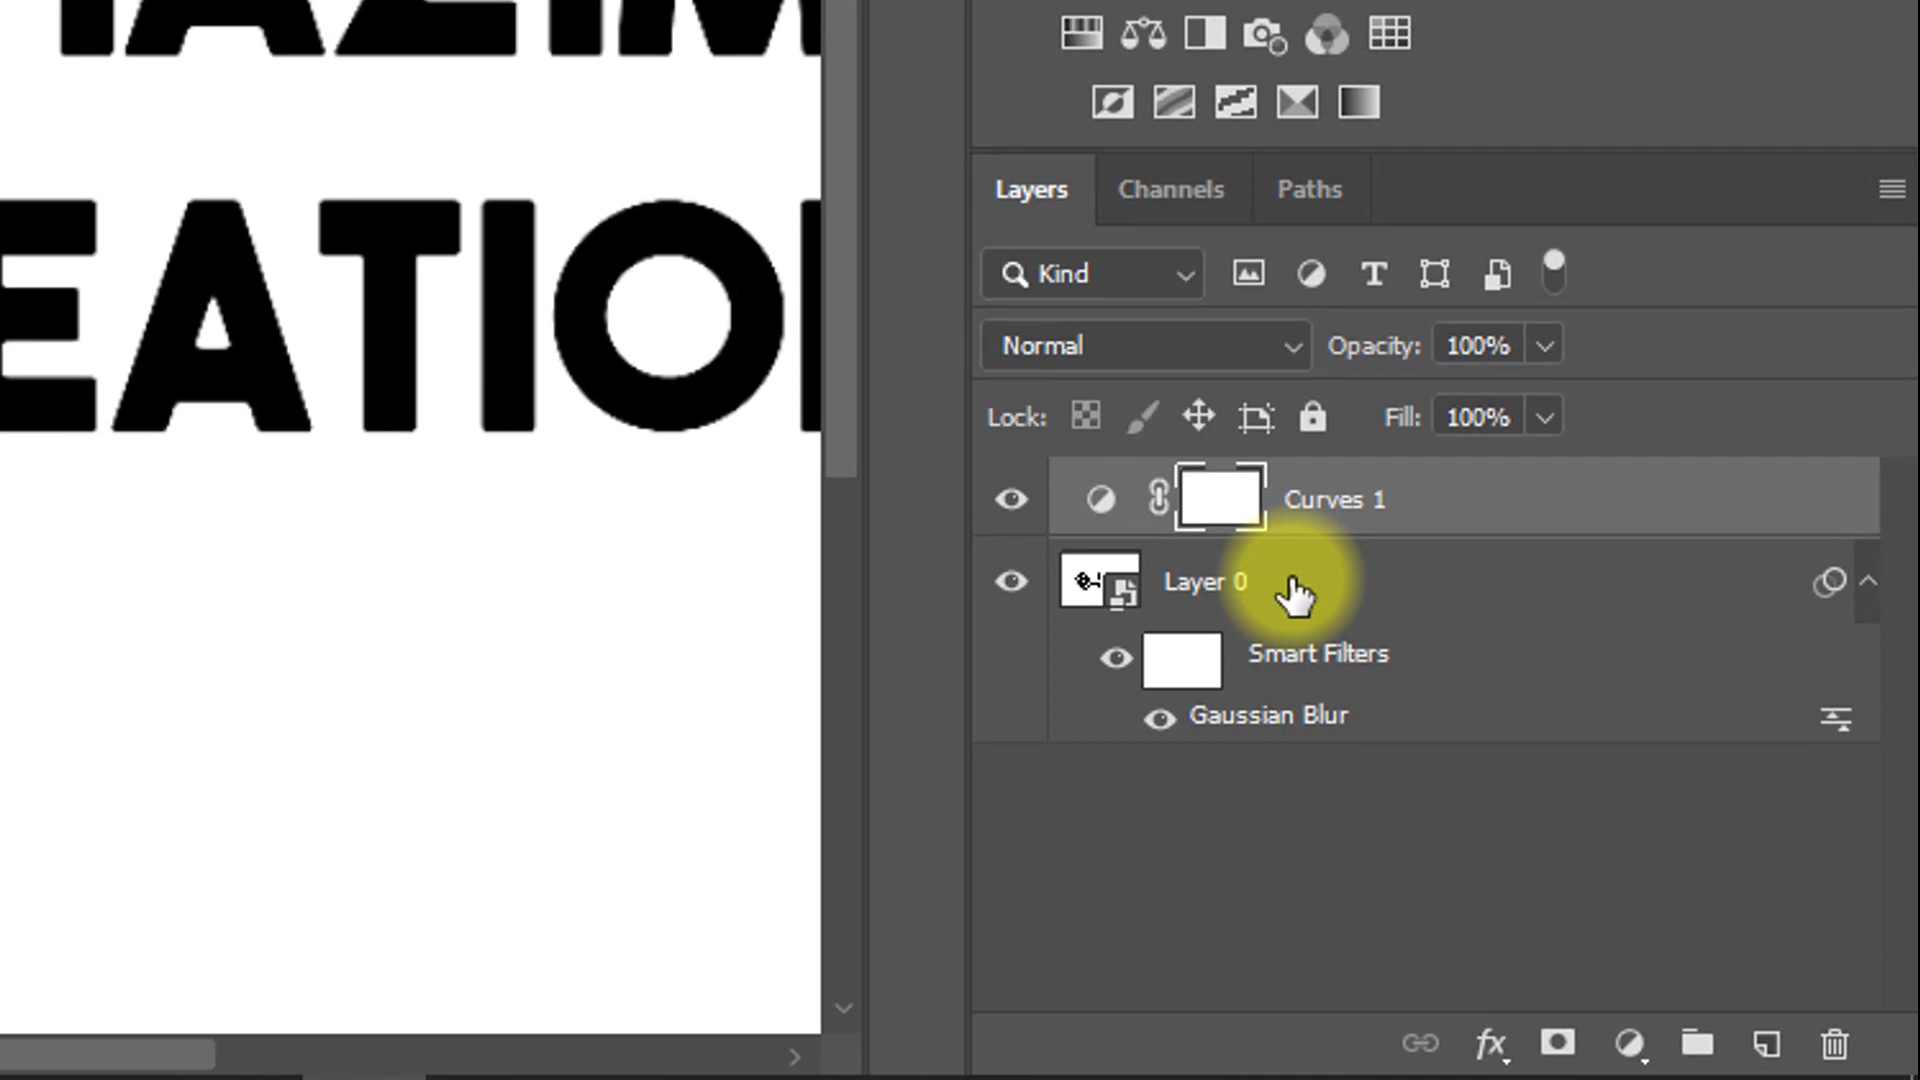 EATIO
Layers Channels Paths
Kind
Normal Opacity: 100%
Lock: Fill: 100%
Curves 1
Layer 0
Smart Filters
Gaussian Blur
fx